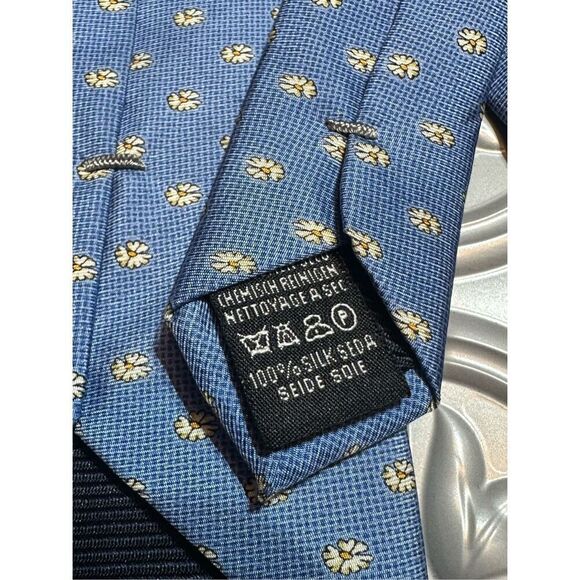 CHEMISCH REINIGEN
NETTOYAGE A SEC
P
100% SILK SEDA
SEIDE SOIE